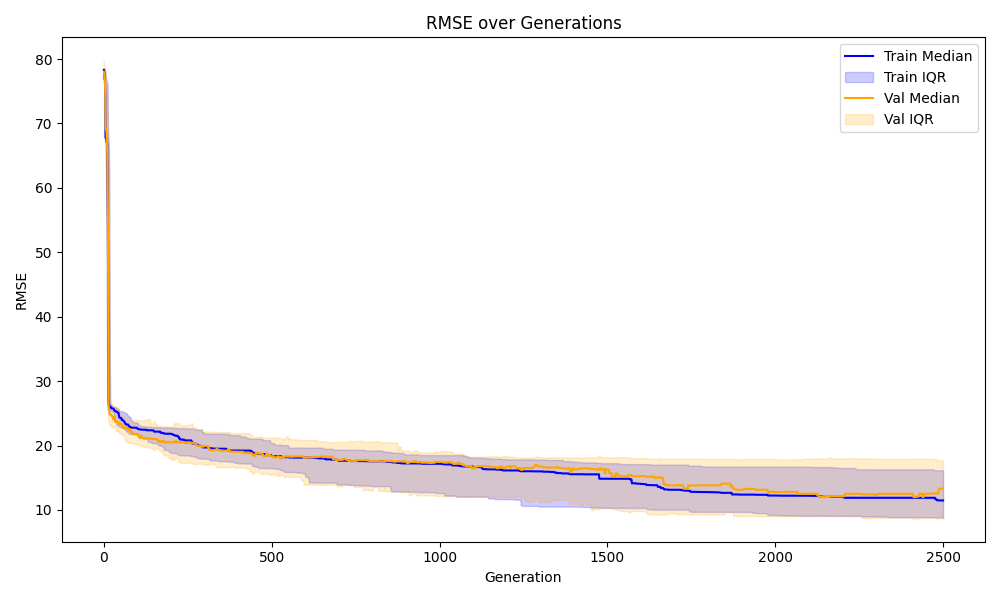 RMSE over Generations
80
70
60
50
40
30
20
10
RMSE
0
500
1000
1500
2000
2500
Generation
Train Median
Train IQR
Val Median
Val IQR